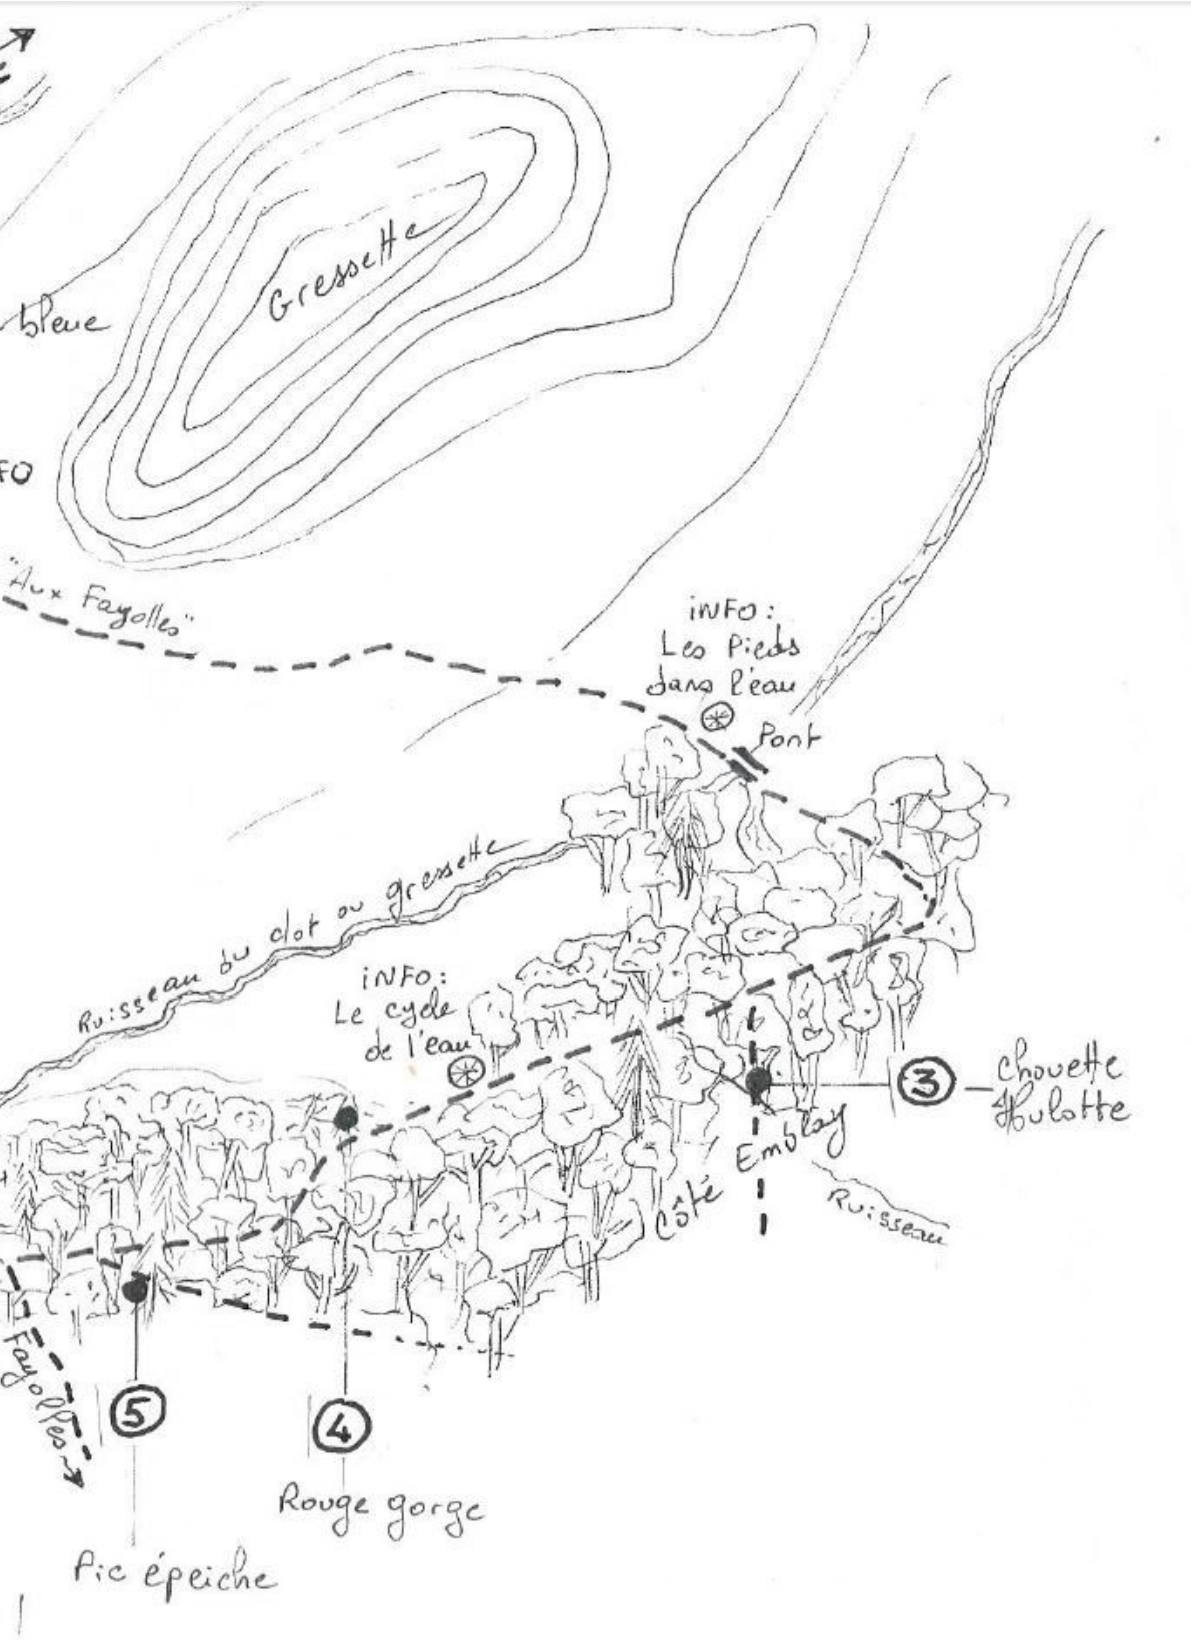 Gressette
bleue
FO
"Aux Fayolles"
iNFO:
Les Pieds
dans l'eau
Pont
Ruisseau du clot ou gressette
iNFO:
Le cycle
de l'eau
3
Chouette
Hulotte
Côté Emblay
Ruisseau
Fayolles
5
4
Rouge gorge
Pic épeiche